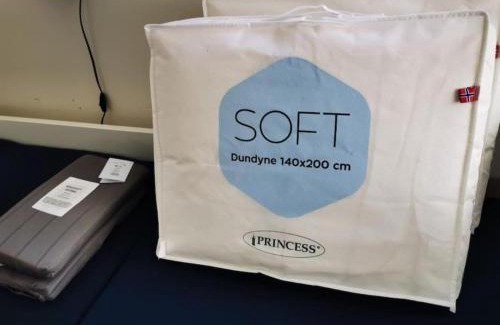 SOFT
Dundyne 140x200 cm
PRINCESS®